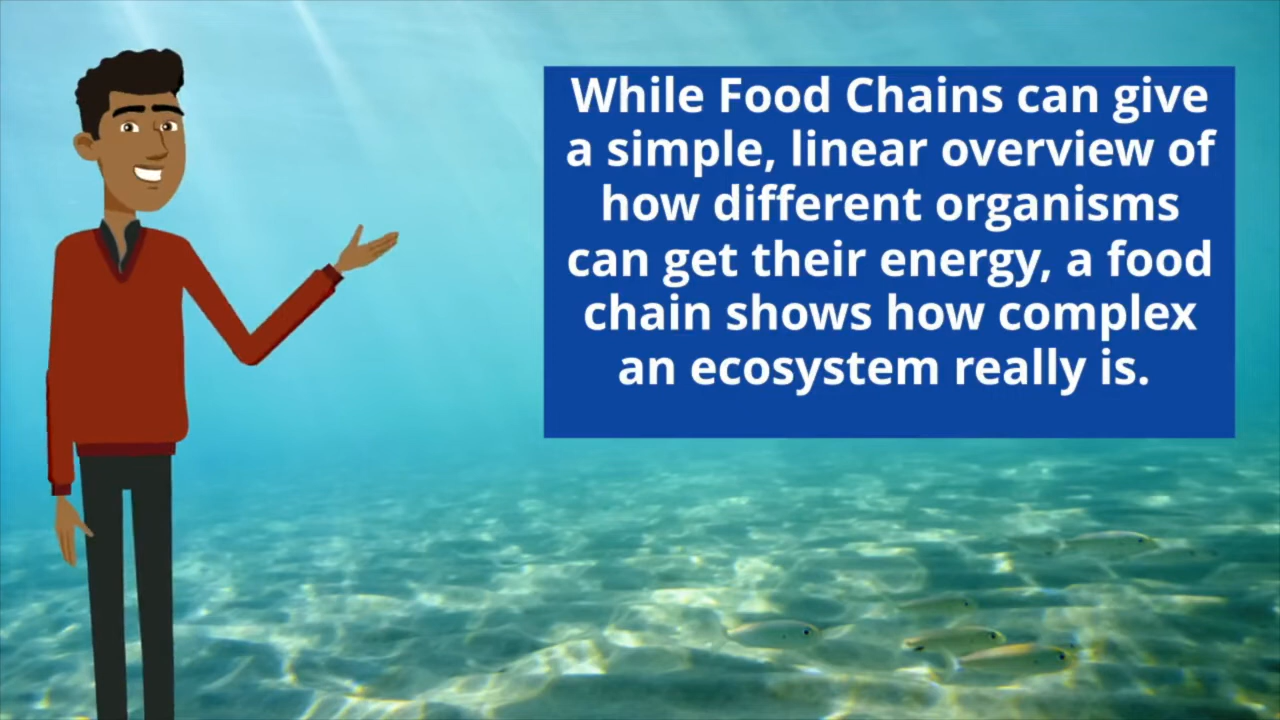 While Food Chains can give
a simple, linear overview of
how different organisms
can get their energy, a food
chain shows how complex
an ecosystem really is.